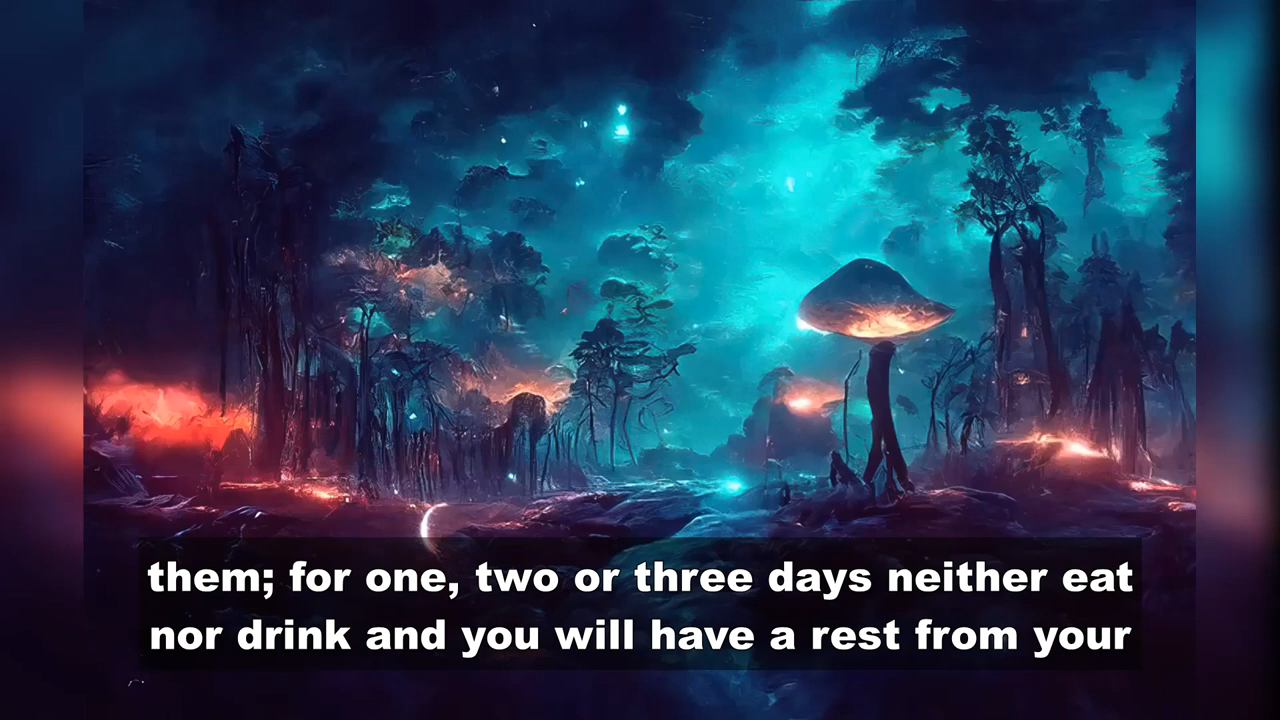 them; for one, two or three days neither eat
nor drink and you will have a rest from your